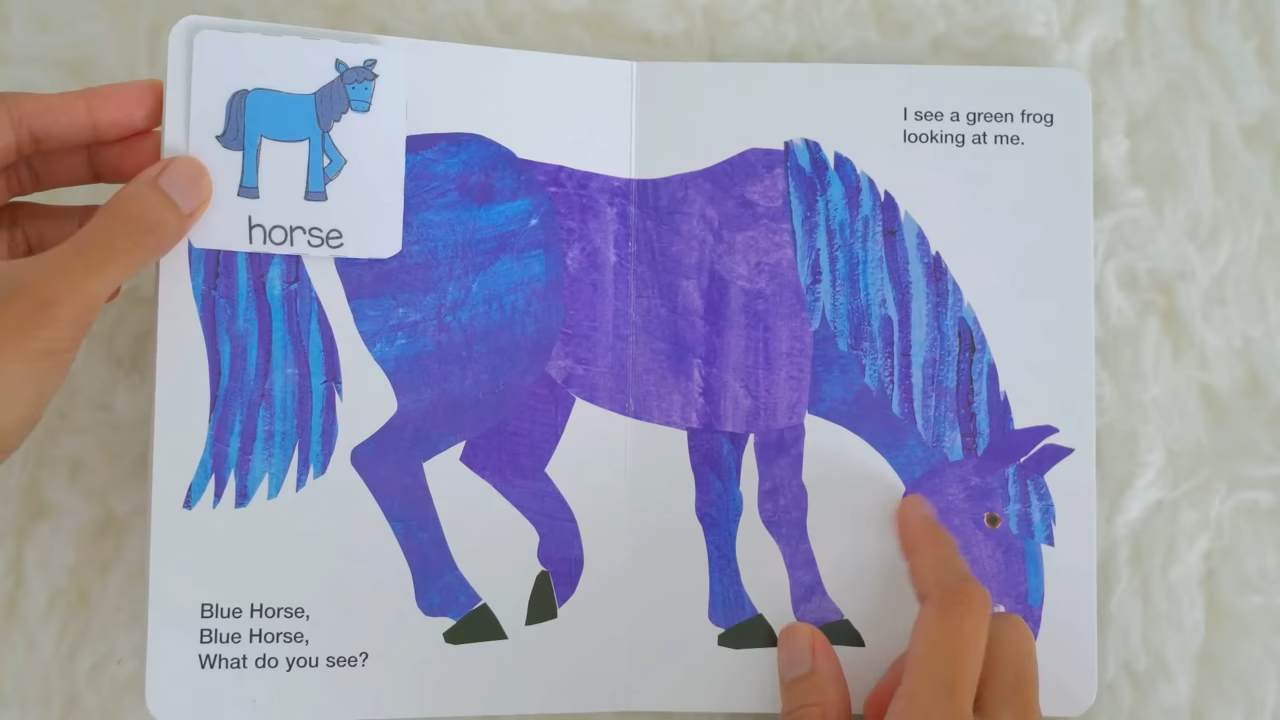 horse
Blue Horse,
Blue Horse,
What do you see?
I see a green frog
looking at me.